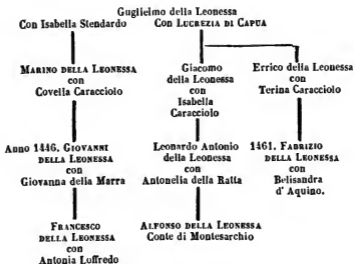 Guglielmo della Leonessa
Con Isabella Stendardo Con LUCREZIA DI CAPUA
MARINO DELLA LEONESSA
con
Covella Caracciolo
Giacomo
della Leonessa
con
Isabella
Caracciolo
Errico della Leonessa
con
Terina Caracciolo
Anno 1446. GIOVANNI
DELLA LEONESSA
con
Giovanna della Marra
Leonardo Antonio
della Leonessa
con
Antonella della Ratta
1461. FABRIZIO
DELLA LEONESSA
con
Belisandra
d'Aquino.
FRANCESCO
DELLA LEONESSA
con
Antonia Loffredo
ALFONSO DELLA LEONESSA
Conte di Montesarchio